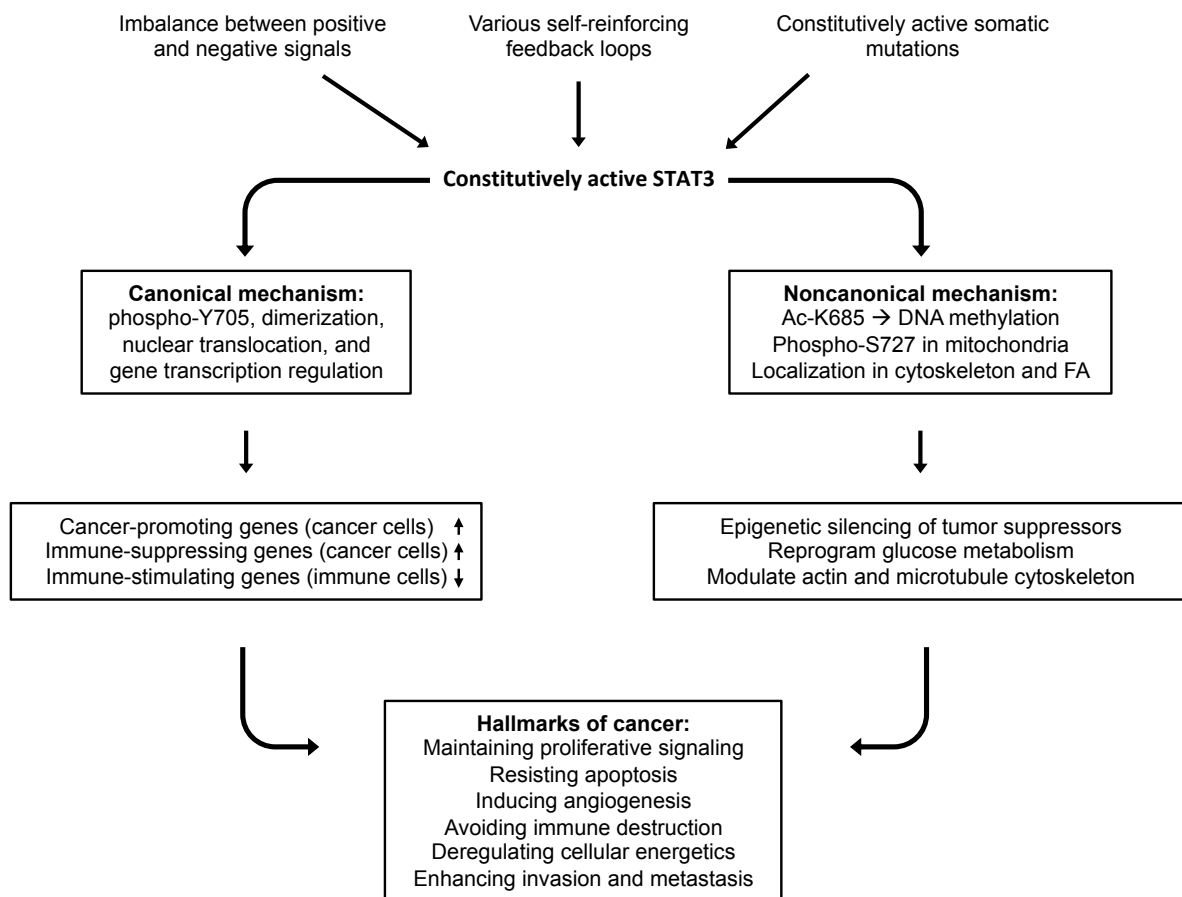 Imbalance between positive
and negative signals
Various self-reinforcing
feedback loops
Constitutively active somatic
mutations
Constitutively active STAT3
Canonical mechanism:
phospho-Y705, dimerization,
nuclear translocation, and
gene transcription regulation
Noncanonical mechanism:
Ac-K685 → DNA methylation
Phospho-S727 in mitochondria
Localization in cytoskeleton and FA
Cancer-promoting genes (cancer cells) ↑
Immune-suppressing genes (cancer cells) ↑
Immune-stimulating genes (immune cells) ↓
Epigenetic silencing of tumor suppressors
Reprogram glucose metabolism
Modulate actin and microtubule cytoskeleton
Hallmarks of cancer:
Maintaining proliferative signaling
Resisting apoptosis
Inducing angiogenesis
Avoiding immune destruction
Deregulating cellular energetics
Enhancing invasion and metastasis